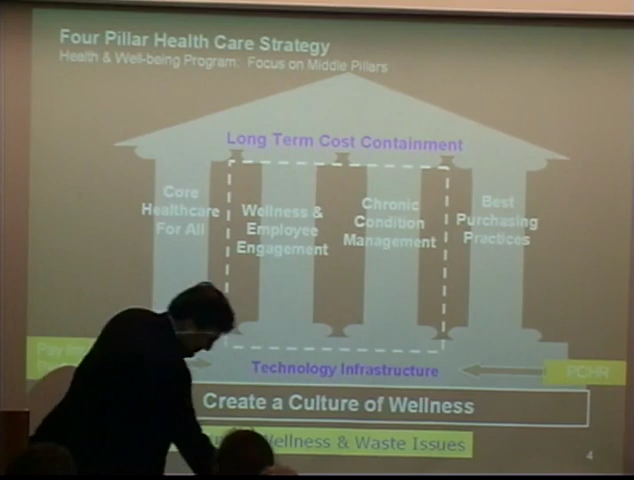 Four Pillar Health Care Strategy
Health & Well-being Program: Focus on Middle Pillars
Long Term Cost Containment
Core
Healthcare
For All
Wellness &
Employee
Engagement
Chronic
Condition
Management
Best
Purchasing
Practices
Pay
Technology Infrastructure
PCHR
Create a Culture of Wellness
Wellness & Waste Issues
4